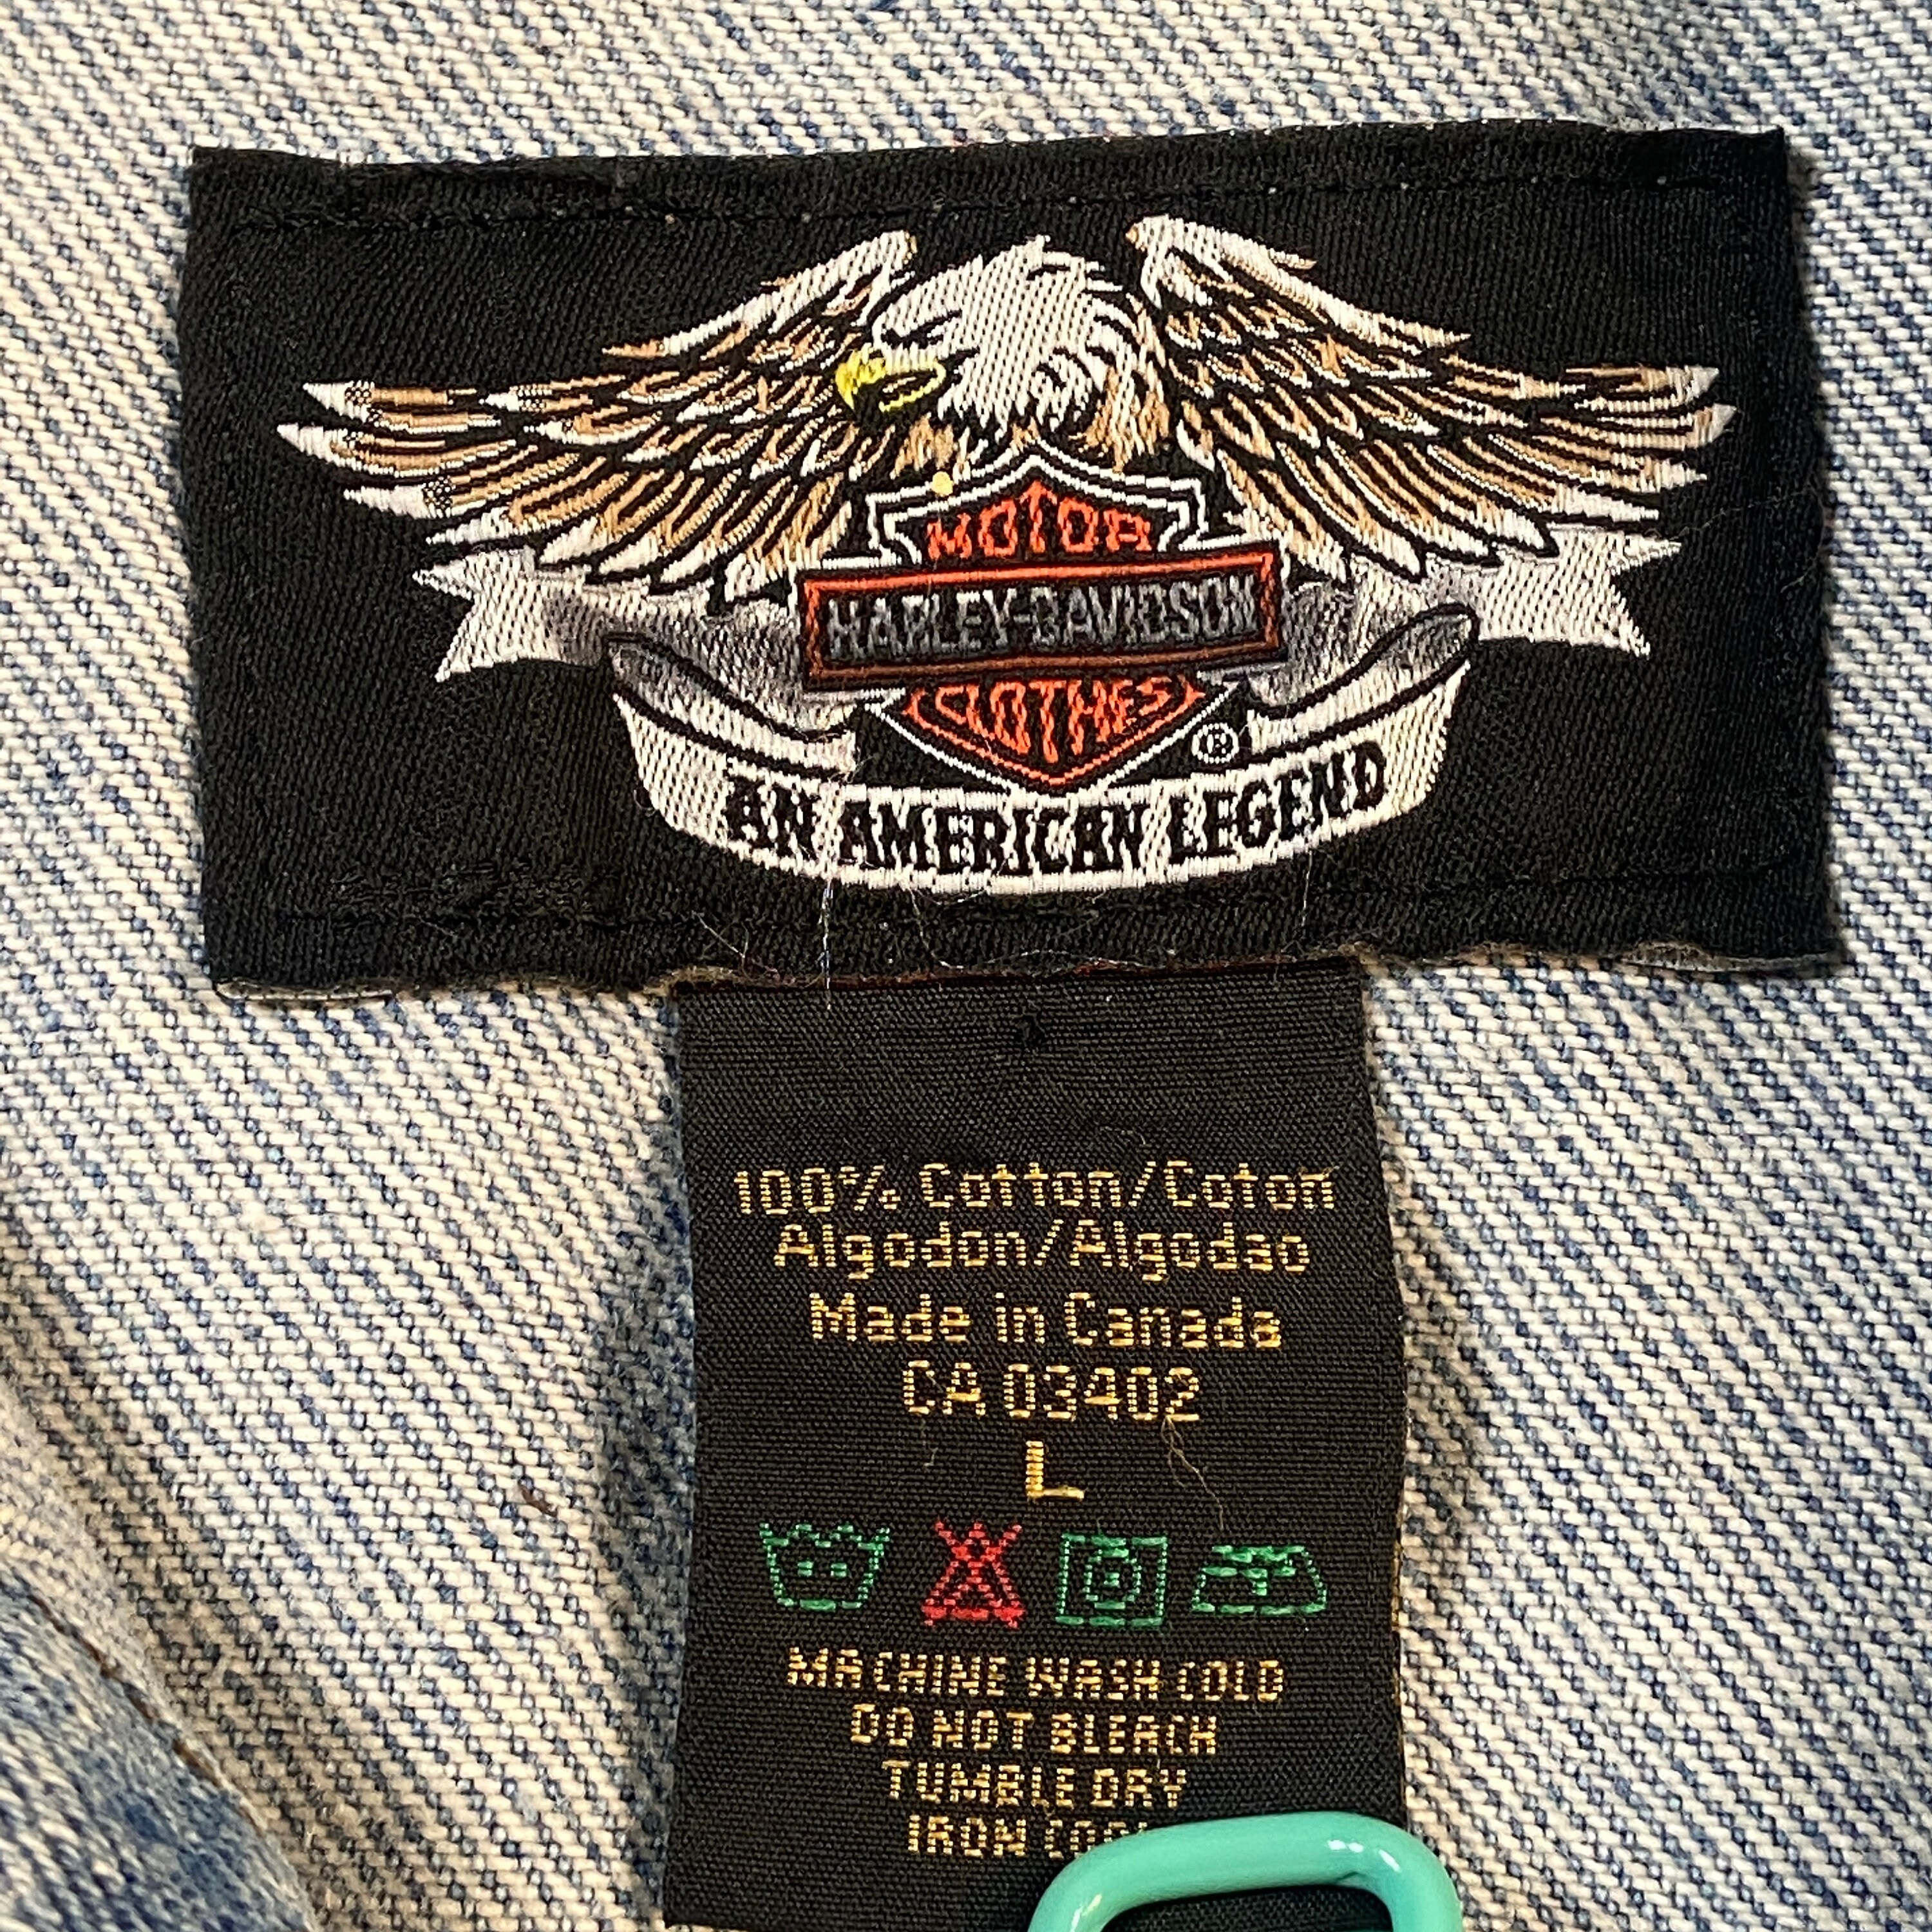 MOTOR
HARLEY-DAVIDSON
CLOTHES
®
AN AMERICAN LEGEND
100% Cotton/Coton
Algodon/Algodao
Made in Canada
CA 03402
L
MACHINE WASH COLD
DO NOT BLEACH
TUMBLE DRY
IRON